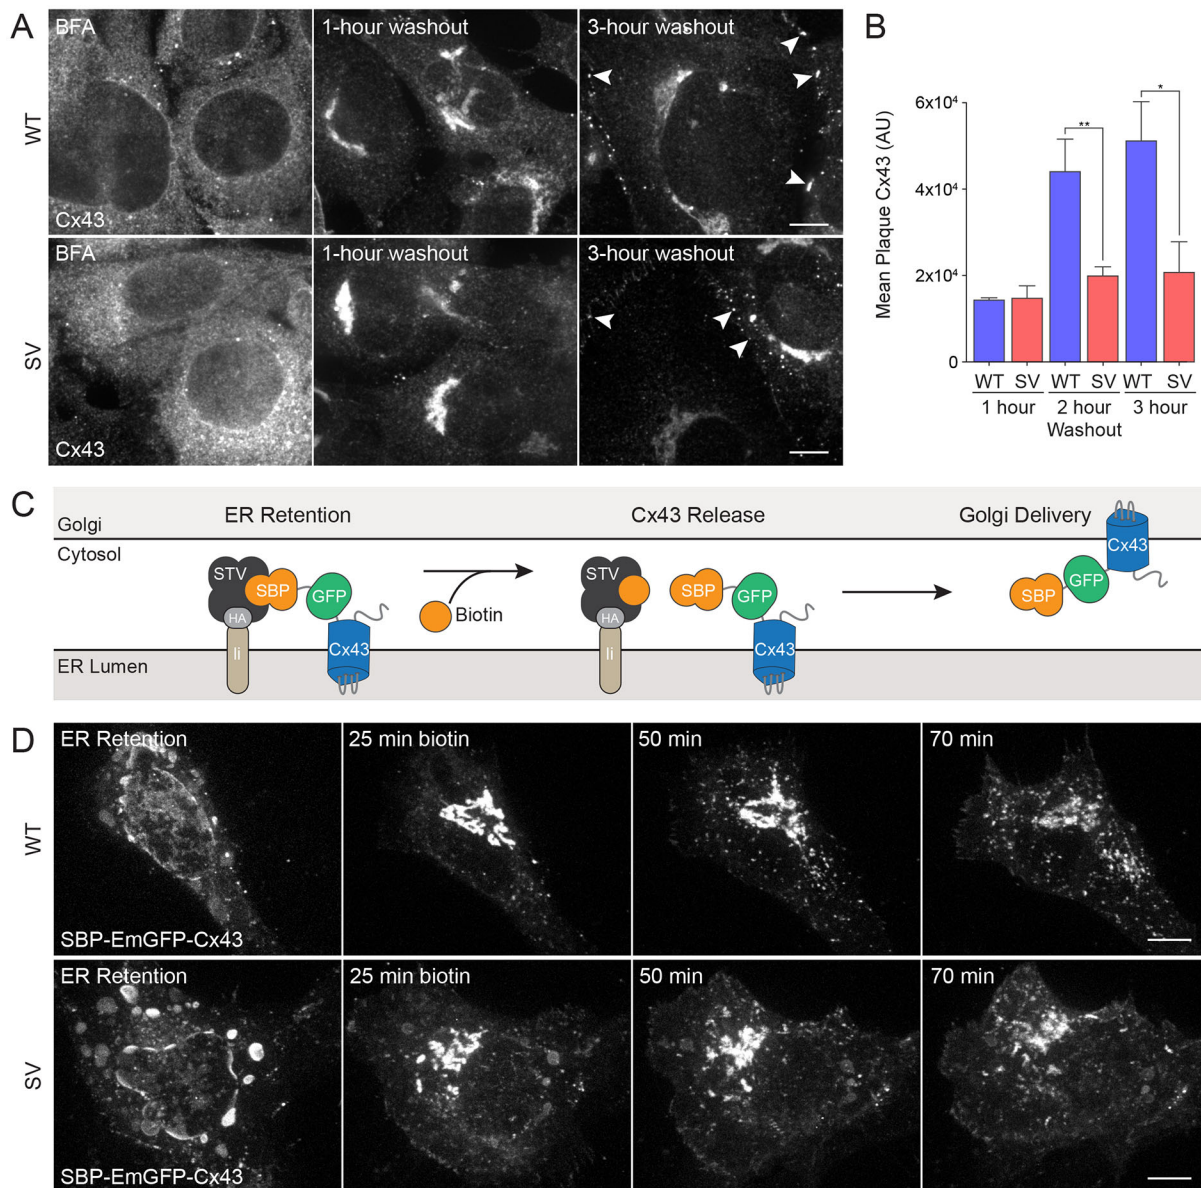 A
BFA
1-hour washout
3-hour washout
WT
Cx43
BFA
1-hour washout
3-hour washout
SV
Cx43
B
Mean Plaque Cx43 (AU)
6x10⁴
4x10⁴
2x10⁴
0
**
*
WT SV WT SV WT SV
1 hour 2 hour 3 hour
Washout
C
Golgi
ER Retention
Cx43 Release
Golgi Delivery
Cytosol
STV
SBP
GFP
HA
Ii
Cx43
Biotin
STV
SBP
GFP
HA
Ii
Cx43
SBP
GFP
Cx43
ER Lumen
D
ER Retention
25 min biotin
50 min
70 min
WT
SBP-EmGFP-Cx43
ER Retention
25 min biotin
50 min
70 min
SV
SBP-EmGFP-Cx43